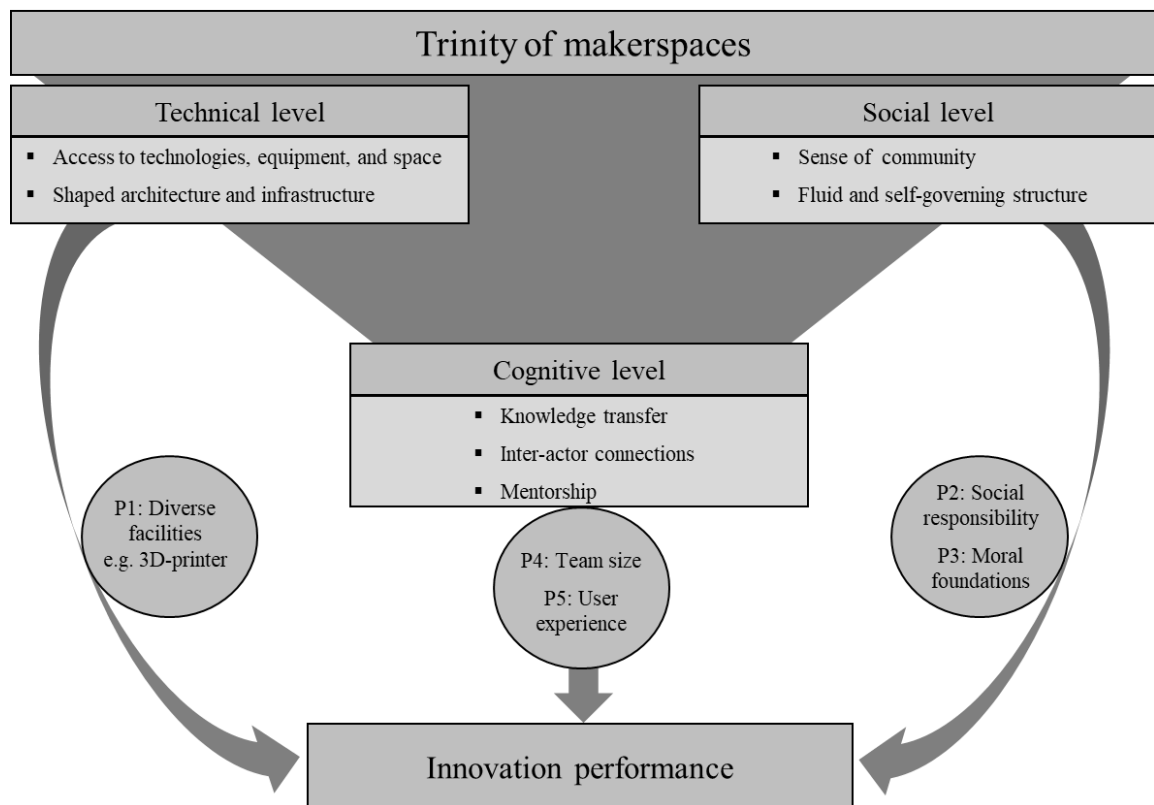 Trinity of makerspaces
Technical level
▪ Access to technologies, equipment, and space
▪ Shaped architecture and infrastructure
Social level
▪ Sense of community
▪ Fluid and self-governing structure
Cognitive level
▪ Knowledge transfer
▪ Inter-actor connections
▪ Mentorship
P1: Diverse
facilities
e.g. 3D-printer
P4: Team size
P5: User
experience
P2: Social
responsibility
P3: Moral
foundations
Innovation performance